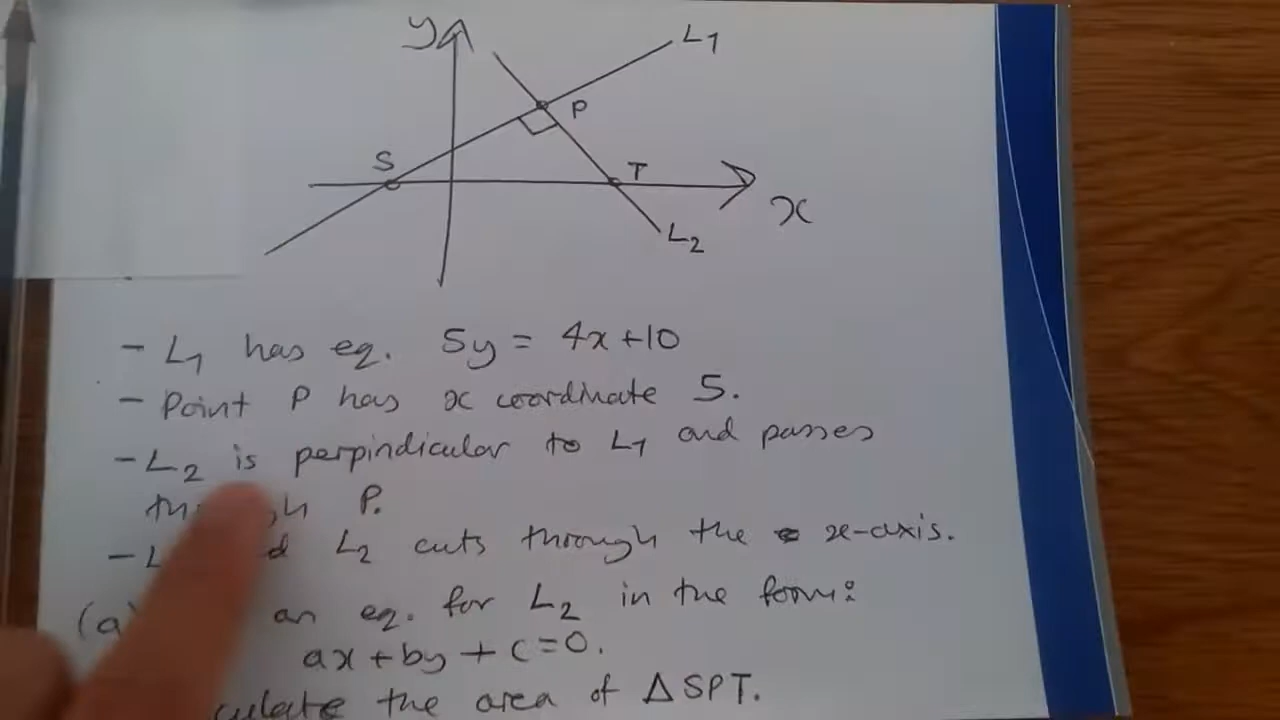 y
L1
P
S
T
x
L2
- L1 has eq. 5y = 4x+10
- Point P has x coordinate 5.
- L2 is perpindicular to L1 and passes
P.
- L2 cuts through the x-axis.
(a) an eq. for L2 in the form:
ax + by + c = 0.
the area of ΔSPT.